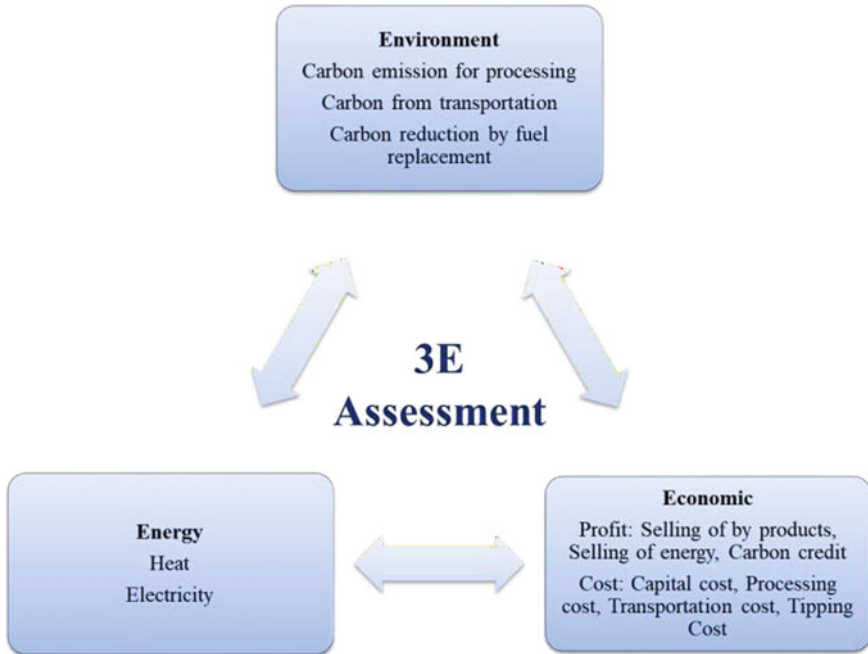 Environment
Carbon emission for processing
Carbon from transportation
Carbon reduction by fuel
replacement
3E
Assessment
Energy
Heat
Electricity
Economic
Profit: Selling of by products,
Selling of energy, Carbon credit
Cost: Capital cost, Processing
cost, Transportation cost, Tipping
Cost